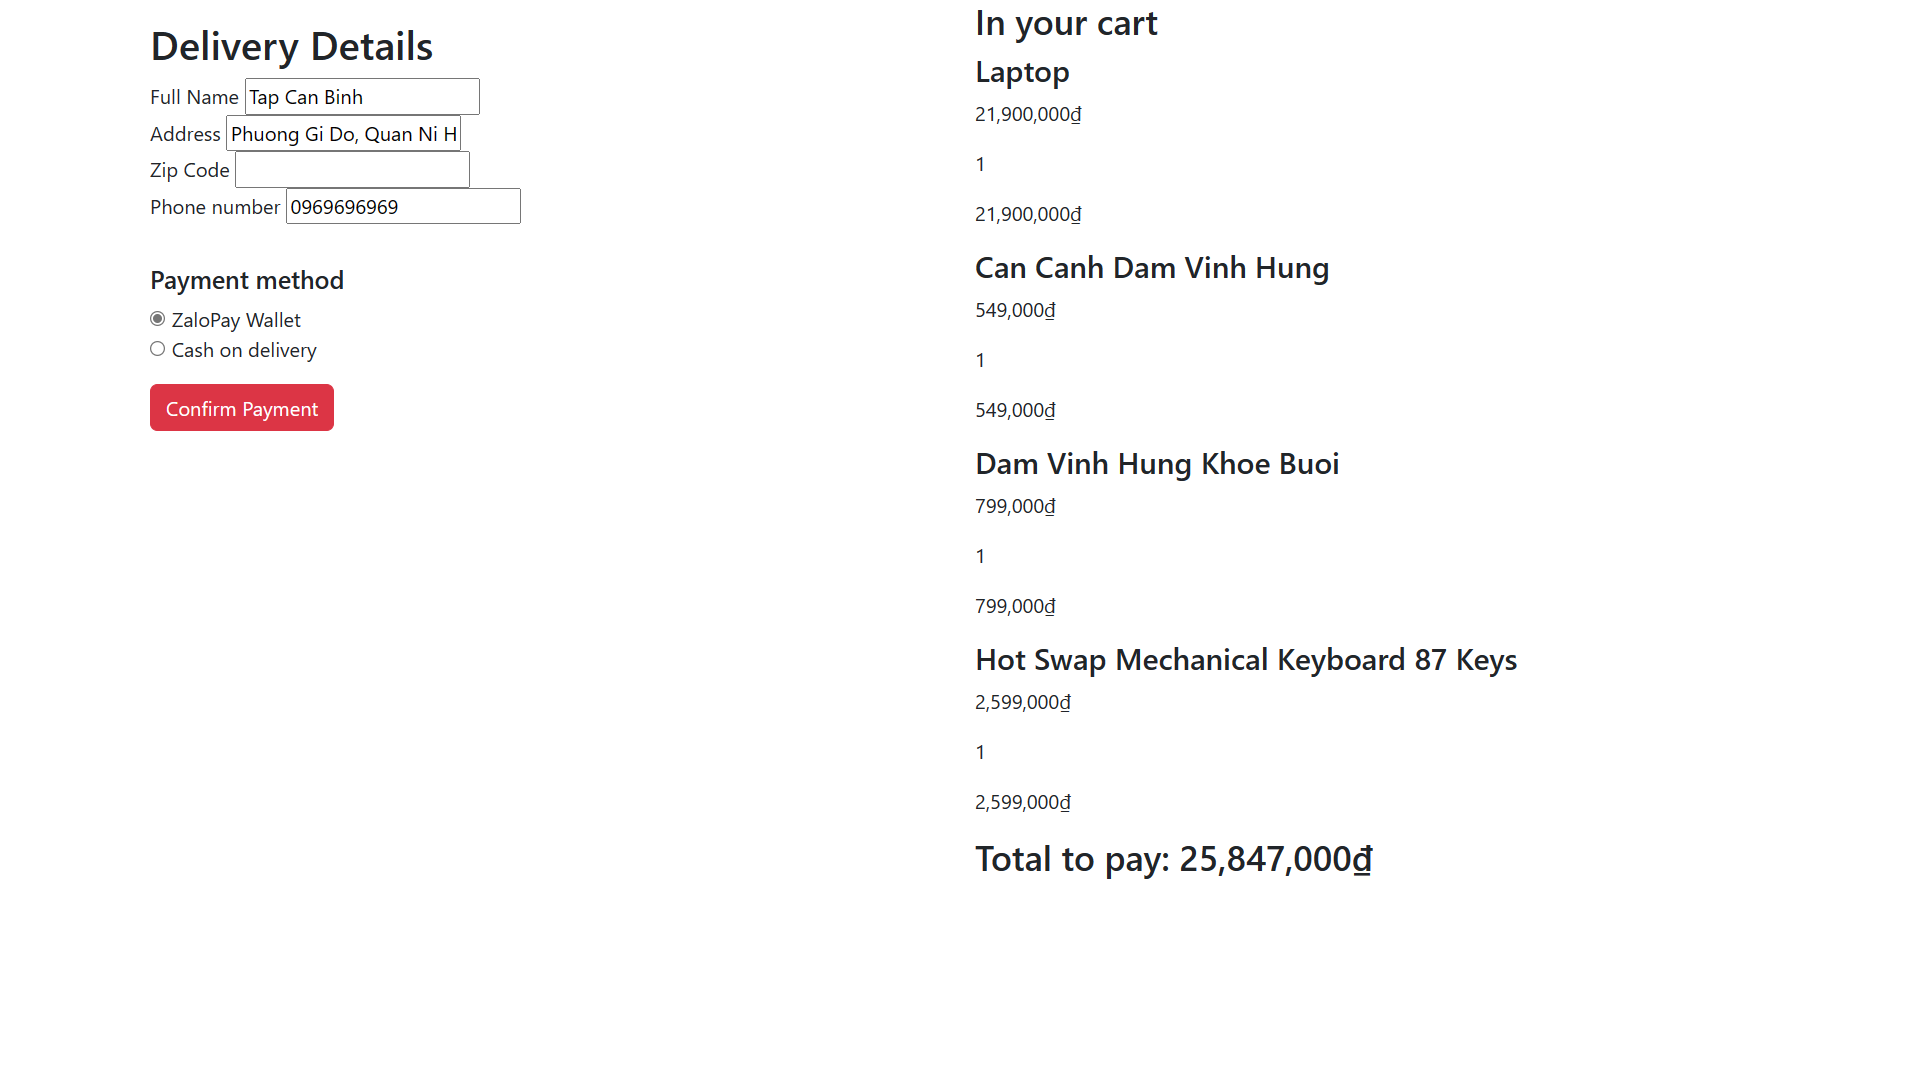 Delivery Details
Full Name Tap Can Binh
Address Phuong Gi Do, Quan Ni H
Zip Code
Phone number 0969696969
Payment method
ZaloPay Wallet
Cash on delivery
Confirm Payment
In your cart
Laptop
21,900,000₫
1
21,900,000₫
Can Canh Dam Vinh Hung
549,000₫
1
549,000₫
Dam Vinh Hung Khoe Buoi
799,000₫
1
799,000₫
Hot Swap Mechanical Keyboard 87 Keys
2,599,000₫
1
2,599,000₫
Total to pay: 25,847,000₫